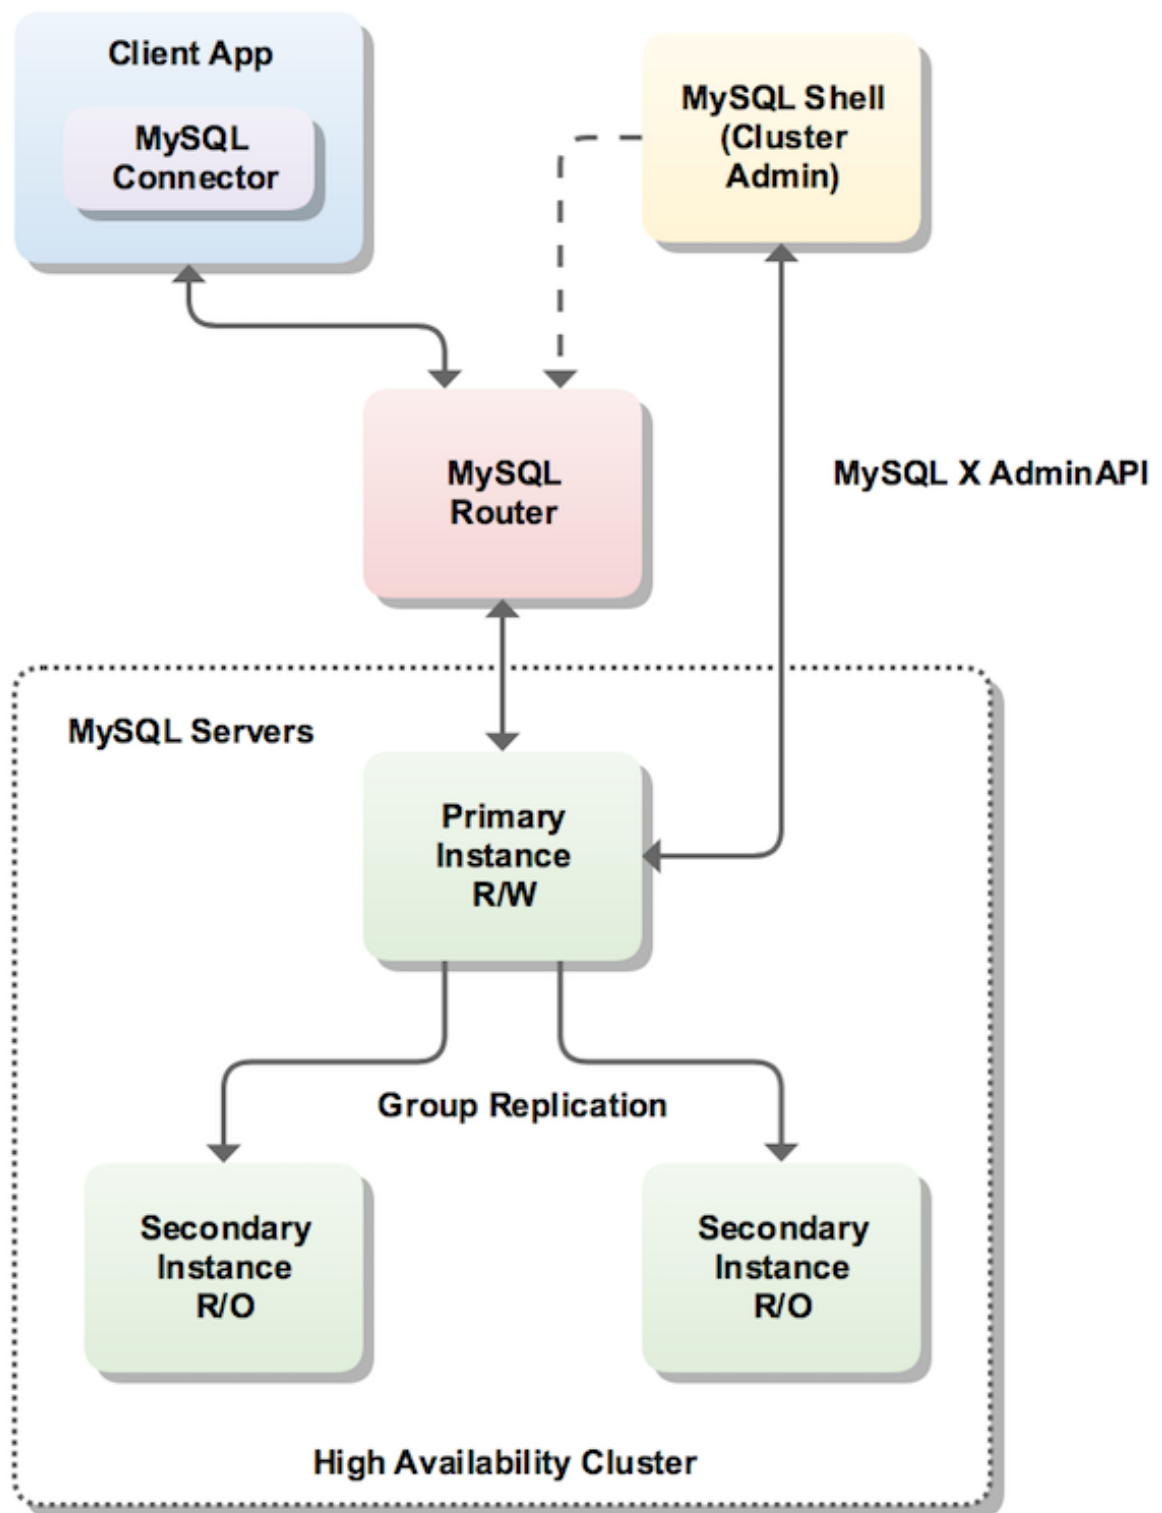 Client App
MySQL
Connector
MySQL Shell
(Cluster
Admin)
MySQL
Router
MySQL X AdminAPI
MySQL Servers
Primary
Instance
R/W
Group Replication
Secondary
Instance
R/O
Secondary
Instance
R/O
High Availability Cluster